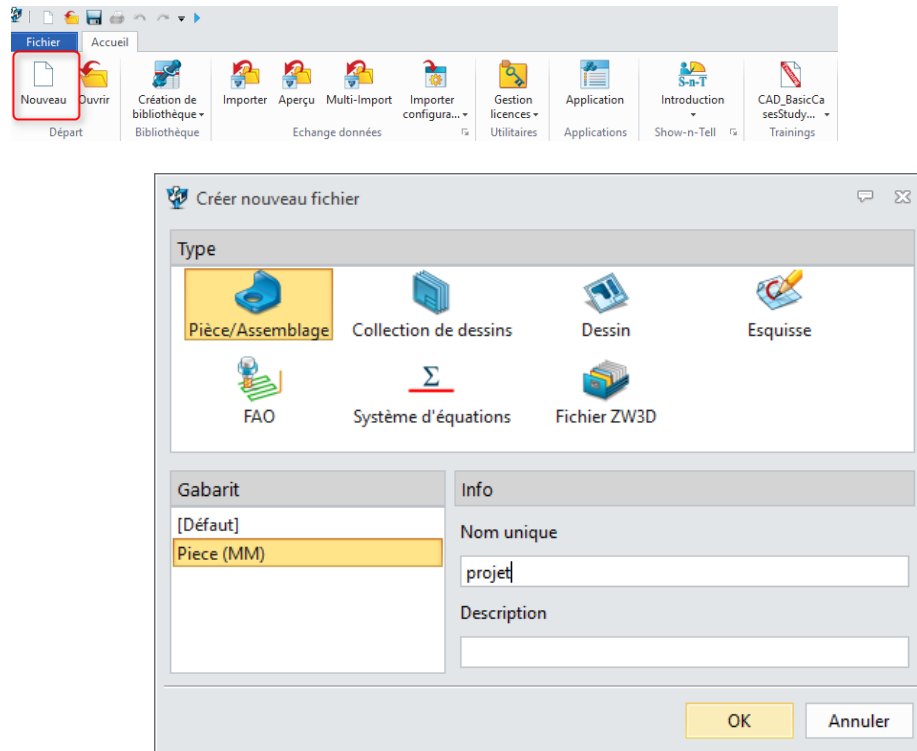 Fichier Accueil
Nouveau Ouvrir Création de bibliothèque Importer Aperçu Multi-Import Importer configura... Gestion licences S-n-T Application Introduction CAD_BasicCa sesStudy...
Départ Bibliothèque Echange données Utilitaires Applications Show-n-Tell Trainings
Créer nouveau fichier
Type
Pièce/Assemblage Collection de dessins Dessin Esquisse
Σ
FAO Système d'équations Fichier ZW3D
Gabarit Info
[Défaut] Nom unique
Piece (MM)
projet
Description
OK Annuler